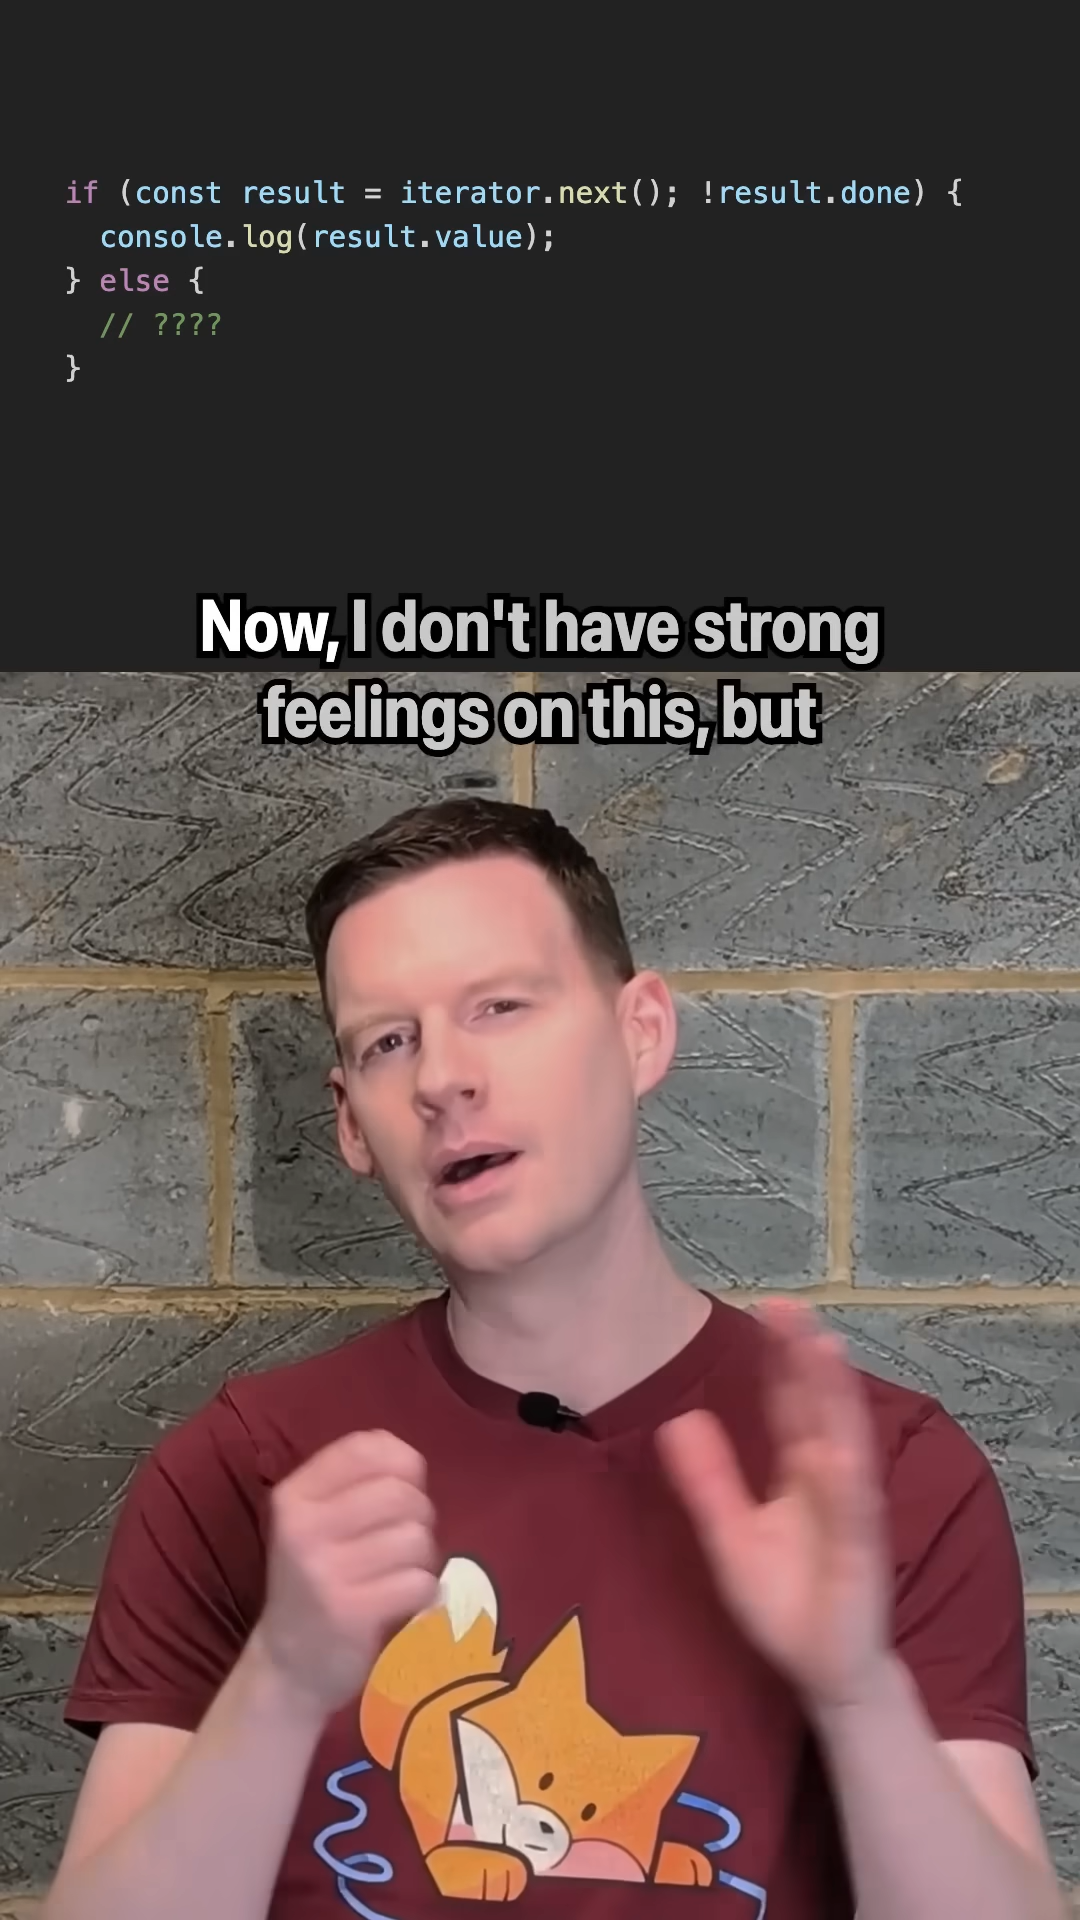 if (const result = iterator.next(); !result.done) {
  console.log(result.value);
} else {
  // ????
}
Now, I don't have strong
feelings on this, but